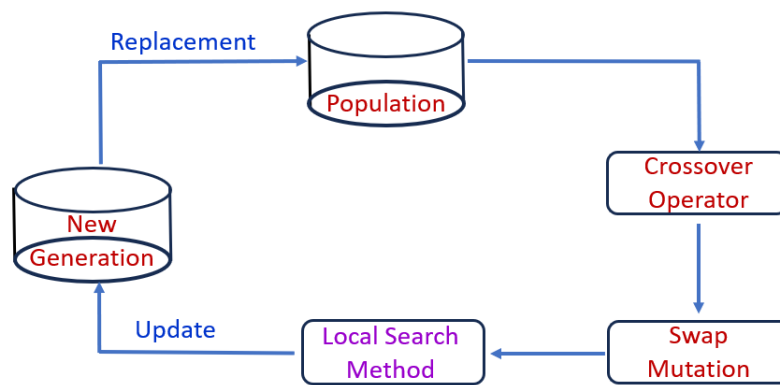 Replacement
Population
Crossover
Operator
New
Generation
Update
Local Search
Method
Swap
Mutation